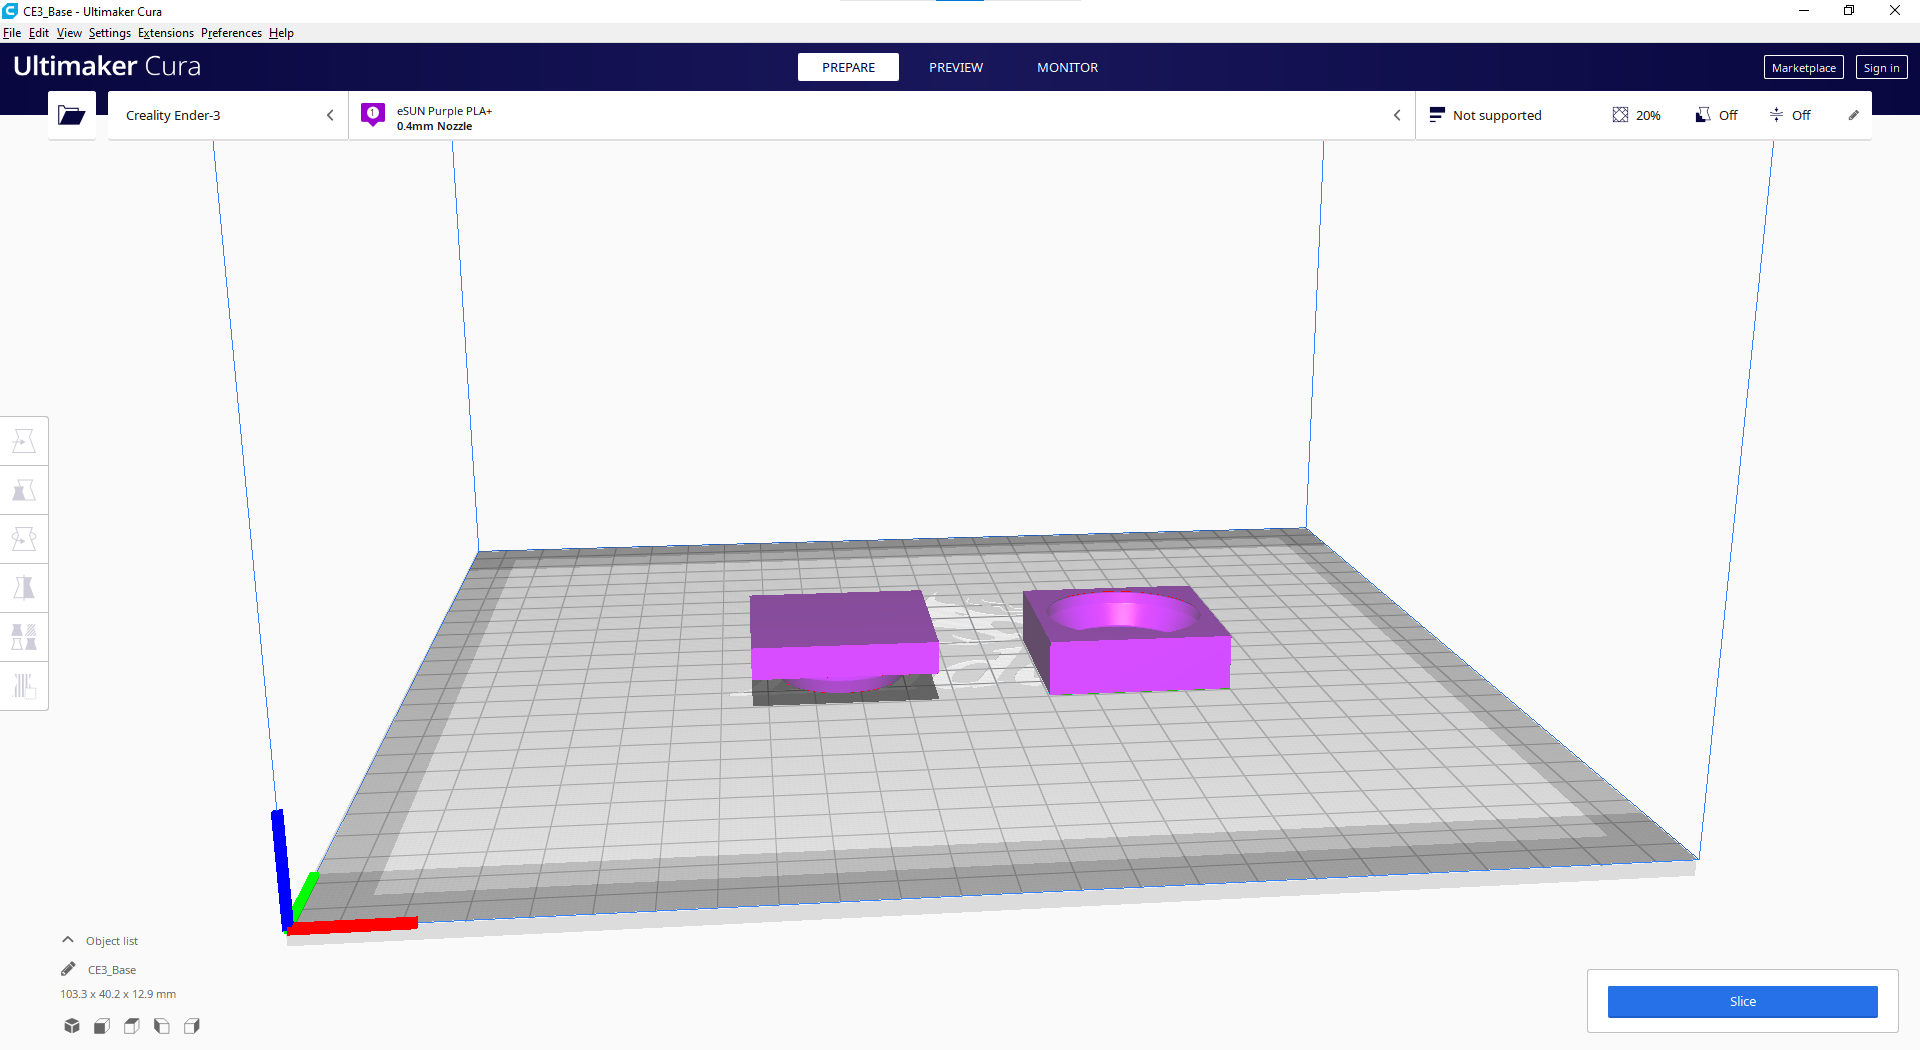 CE3_Base - Ultimaker Cura
File Edit View Settings Extensions Preferences Help
Ultimaker Cura
PREPARE
PREVIEW
MONITOR
Marketplace
Sign in
Creality Ender-3
1
eSUN Purple PLA+
0.4mm Nozzle
Not supported
20%
Off
Off
Object list
CE3_Base
103.3 x 40.2 x 12.9 mm
Slice